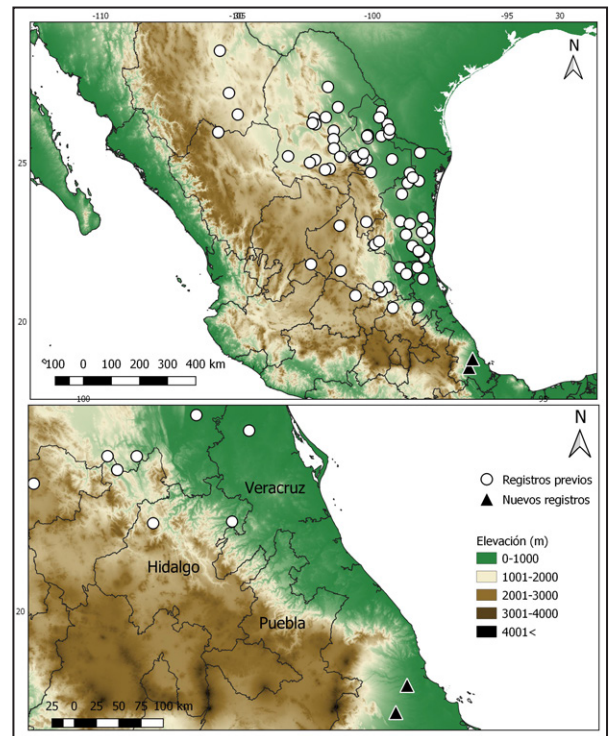 -110 -105 -100 -95 30
N
25
20
100 0 100 200 300 400 km
100
95
N
Registros previos
Nuevos registros
Veracruz
Elevación (m)
0-1000
1001-2000
2001-3000
3001-4000
4001<
Hidalgo
20
Puebla
25 0 25 50 75 100 km